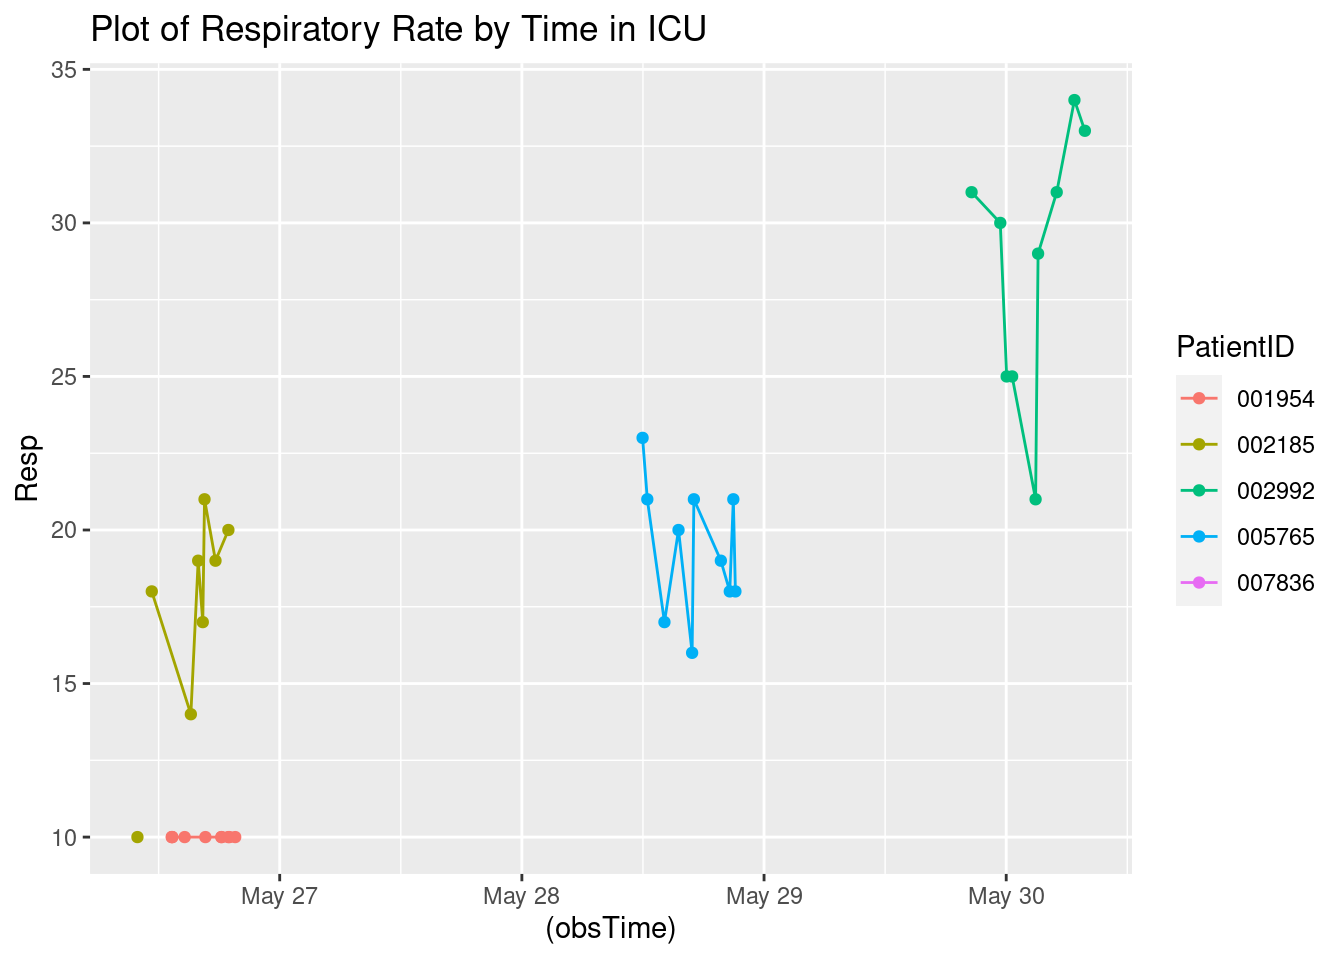 Plot of Respiratory Rate by Time in ICU
35
30
25
20
15
10
Resp
May 27
May 28
May 29
May 30
(obsTime)
PatientID
001954
002185
002992
005765
007836